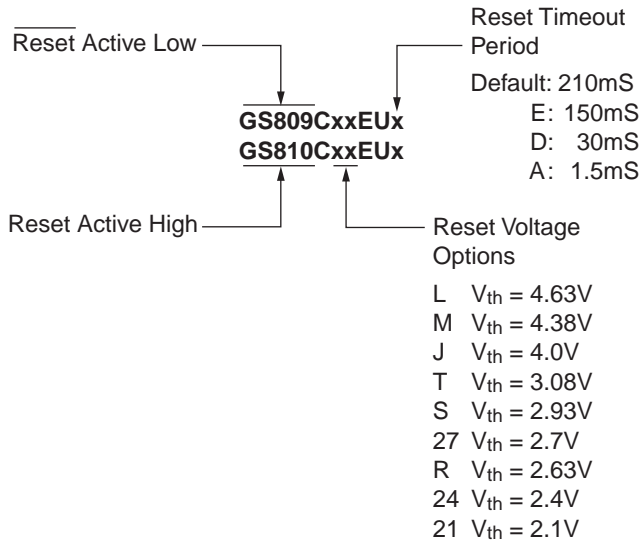 Reset Active Low
Reset Timeout
Period
Default: 210mS
E: 150mS
D: 30mS
A: 1.5mS
GS809CxxEUx
GS810CxxEUx
Reset Active High
Reset Voltage
Options
L Vth = 4.63V
M Vth = 4.38V
J Vth = 4.0V
T Vth = 3.08V
S Vth = 2.93V
27 Vth = 2.7V
R Vth = 2.63V
24 Vth = 2.4V
21 Vth = 2.1V